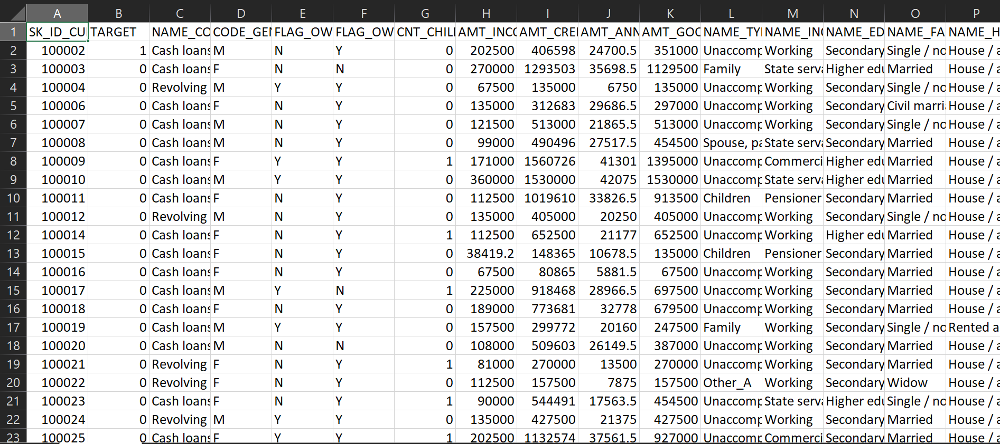 A B C D E F G H I J K L M N O P
1 SK_ID_CU TARGET NAME_CO CODE_GEN FLAG_OW FLAG_OW CNT_CHIL AMT_INCO AMT_CRE AMT_ANN AMT_GOO NAME_TY NAME_INC NAME_ED NAME_FA NAME_H
2 100002 1 Cash loans M N Y 0 202500 406598 24700.5 351000 Unaccomp Working Secondary Single / no House / a
3 100003 0 Cash loans F N N 0 270000 1293503 35698.5 1129500 Family State serva Higher edu Married House / a
4 100004 0 Revolving M Y Y 0 67500 135000 6750 135000 Unaccomp Working Secondary Single / no House / a
5 100006 0 Cash loans F N Y 0 135000 312683 29686.5 297000 Unaccomp Working Secondary Civil marri House / a
6 100007 0 Cash loans M N Y 0 121500 513000 21865.5 513000 Unaccomp Working Secondary Single / no House / a
7 100008 0 Cash loans M N Y 0 99000 490496 27517.5 454500 Spouse, pa State serva Secondary Married House / a
8 100009 0 Cash loans F Y Y 1 171000 1560726 41301 1395000 Unaccomp Commerci Higher edu Married House / a
9 100010 0 Cash loans M Y Y 0 360000 1530000 42075 1530000 Unaccomp State serva Higher edu Married House / a
10 100011 0 Cash loans F N Y 0 112500 1019610 33826.5 913500 Children Pensioner Secondary Married House / a
11 100012 0 Revolving M N Y 0 135000 405000 20250 405000 Unaccomp Working Secondary Single / no House / a
12 100014 0 Cash loans F N Y 1 112500 652500 21177 652500 Unaccomp Working Higher edu Married House / a
13 100015 0 Cash loans F N Y 0 38419.2 148365 10678.5 135000 Children Pensioner Secondary Married House / a
14 100016 0 Cash loans F N Y 0 67500 80865 5881.5 67500 Unaccomp Working Secondary Married House / a
15 100017 0 Cash loans M Y N 1 225000 918468 28966.5 697500 Unaccomp Working Secondary Married House / a
16 100018 0 Cash loans F N Y 0 189000 773681 32778 679500 Unaccomp Working Secondary Married House / a
17 100019 0 Cash loans M Y Y 0 157500 299772 20160 247500 Family Working Secondary Single / no Rented a
18 100020 0 Cash loans M N N 0 108000 509603 26149.5 387000 Unaccomp Working Secondary Married House / a
19 100021 0 Revolving F N Y 1 81000 270000 13500 270000 Unaccomp Working Secondary Married House / a
20 100022 0 Revolving F N Y 0 112500 157500 7875 157500 Other_A Working Secondary Widow House / a
21 100023 0 Cash loans F N Y 1 90000 544491 17563.5 454500 Unaccomp State serva Higher edu Single / no House / a
22 100024 0 Revolving M Y Y 0 135000 427500 21375 427500 Unaccomp Working Secondary Married House / a
23 100025 0 Cash loans F Y Y 1 202500 1132574 37561.5 927000 Unaccomp Commerci Secondary Married House / a